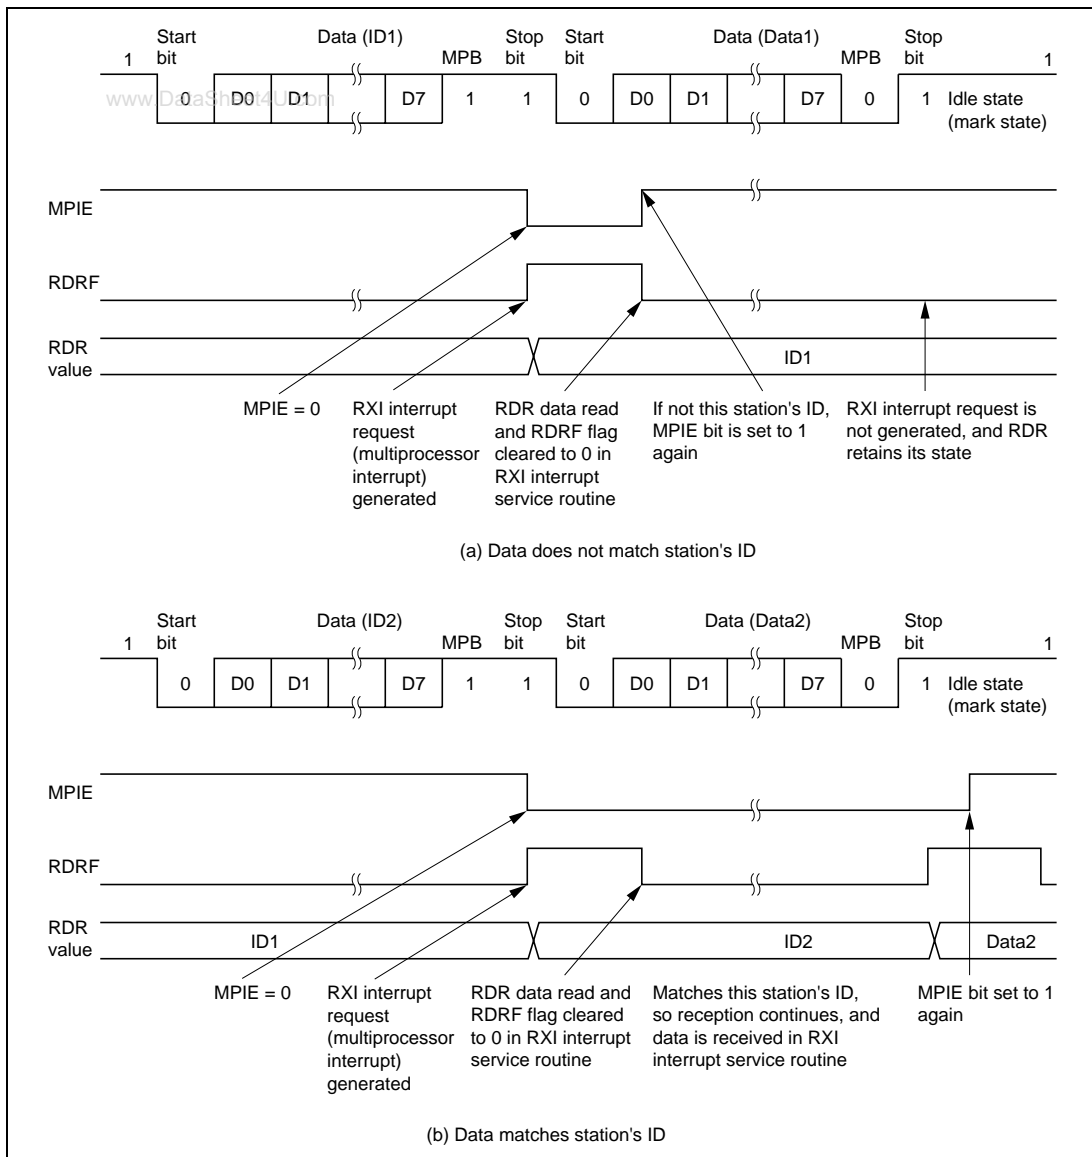 Start bit Data (ID1) MPB Stop bit Start bit Data (Data1) MPB Stop bit
1 1
www.DataSheet4U.com
0 D0 D1 D7 1 1 0 D0 D1 D7 0 1 Idle state (mark state)
MPIE
RDRF
RDR value
ID1
MPIE = 0
RXI interrupt
request
(multiprocessor
interrupt)
generated
RDR data read
and RDRF flag
cleared to 0 in
RXI interrupt
service routine
If not this station's ID,
MPIE bit is set to 1
again
RXI interrupt request is
not generated, and RDR
retains its state
(a) Data does not match station's ID
Start bit Data (ID2) MPB Stop bit Start bit Data (Data2) MPB Stop bit
1 1
0 D0 D1 D7 1 1 0 D0 D1 D7 0 1 Idle state (mark state)
MPIE
RDRF
RDR value
ID1 ID2 Data2
MPIE = 0
RXI interrupt
request
(multiprocessor
interrupt)
generated
RDR data read and
RDRF flag cleared
to 0 in RXI interrupt
service routine
Matches this station's ID,
so reception continues, and
data is received in RXI
interrupt service routine
MPIE bit set to 1
again
(b) Data matches station's ID